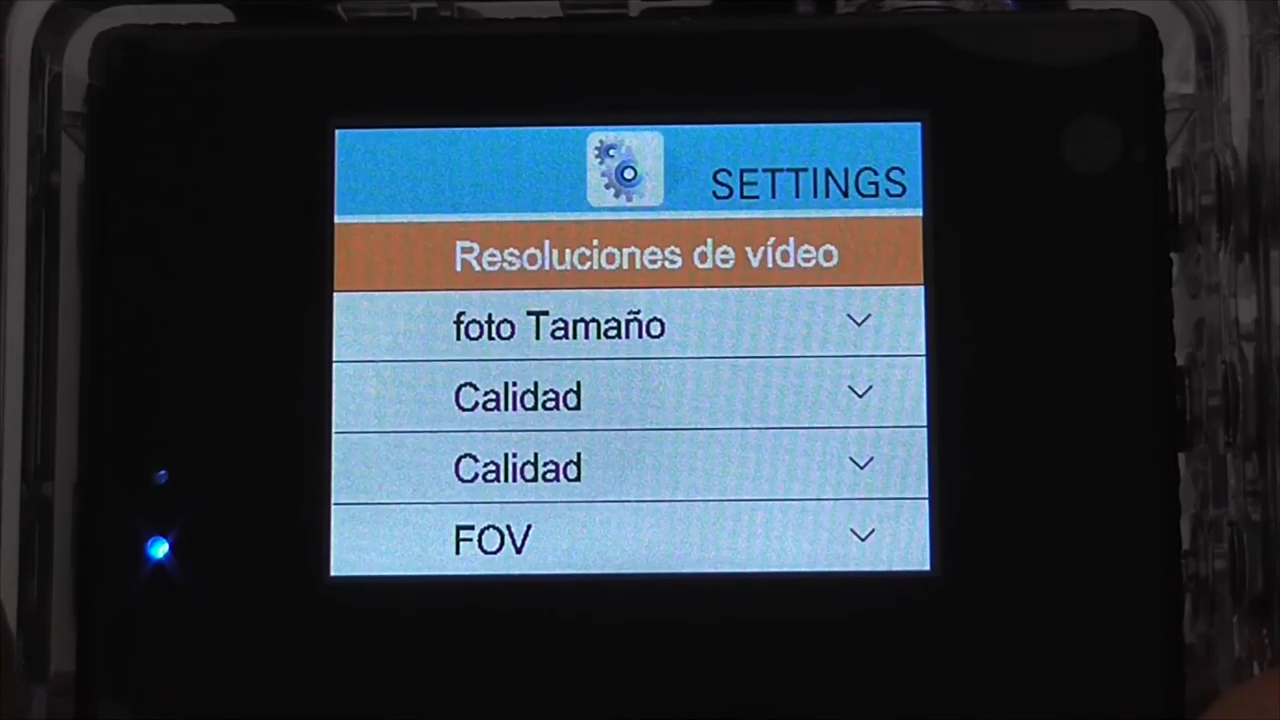 SETTINGS
Resoluciones de vídeo
foto Tamaño
Calidad
Calidad
FOV